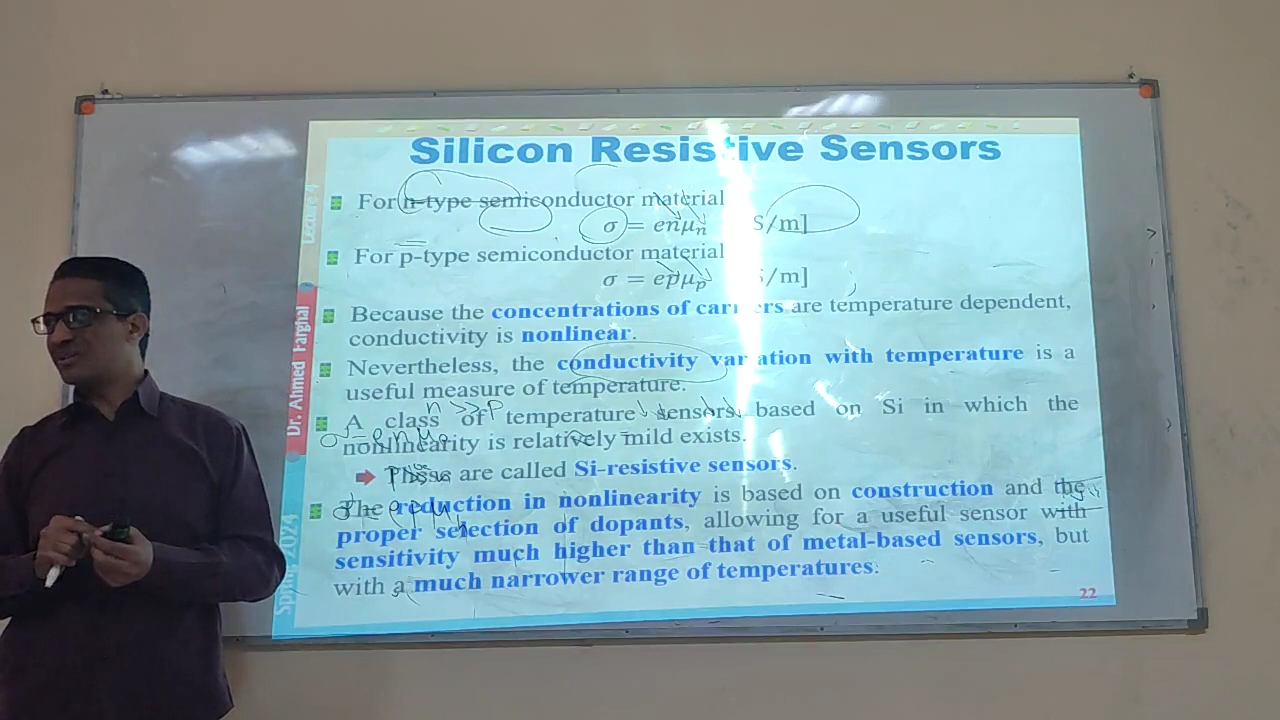 Silicon Resistive Sensors
Lecture 4
For n-type semiconductor material
σ = enμₙ S/m]
For p-type semiconductor material
σ = epμₚ /m]
Because the concentrations of carriers are temperature dependent,
conductivity is nonlinear.
Nevertheless, the conductivity variation with temperature is a
useful measure of temperature.
n >> p
A class of temperature sensors based on Si in which the
nonlinearity is relatively mild exists.
These are called Si-resistive sensors.
The reduction in nonlinearity is based on construction and the
proper selection of dopants, allowing for a useful sensor with
sensitivity much higher than that of metal-based sensors, but
with a much narrower range of temperatures.
Dr. Ahmed Farghal
Spring 2024
22